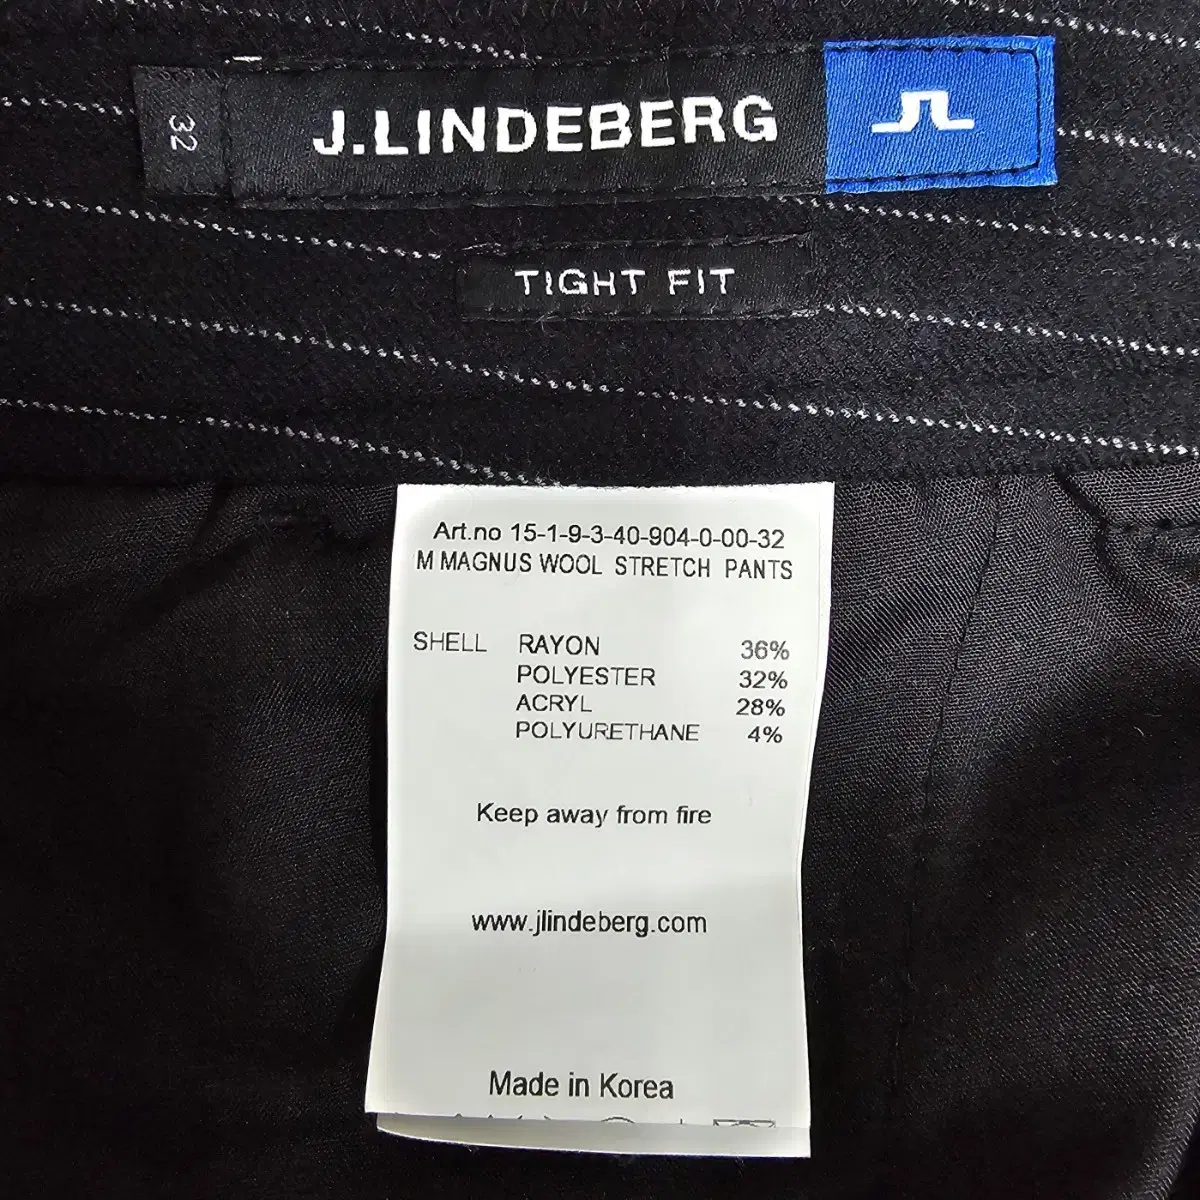 32
J.LINDEBERG
JL
TIGHT FIT
Art.no 15-1-9-3-40-904-0-00-32
M MAGNUS WOOL STRETCH PANTS
SHELL RAYON 36%
POLYESTER 32%
ACRYL 28%
POLYURETHANE 4%
Keep away from fire
www.jlindeberg.com
Made in Korea